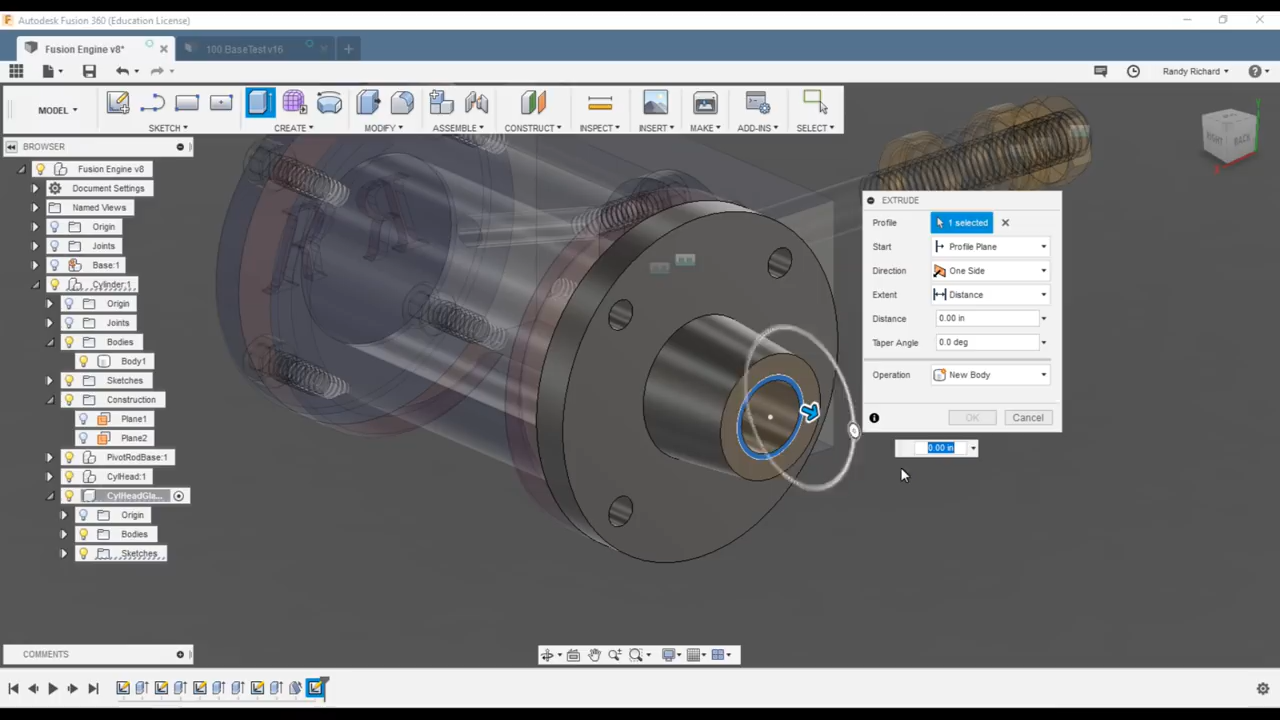 Autodesk Fusion 360 (Education License)
Fusion Engine v8*
100 BaseTest v16
Randy Richard
MODEL
SKETCH
CREATE
MODIFY
ASSEMBLE
CONSTRUCT
INSPECT
INSERT
MAKE
ADD-INS
SELECT
BROWSER
Fusion Engine v8
Document Settings
Named Views
Origin
Joints
Base:1
Cylinder:1
Origin
Joints
Bodies
Body1
Sketches
Construction
Plane1
Plane2
PivotRodBase:1
CylHead:1
CylHeadGla...
Origin
Bodies
Sketches
RIGHT
BACK
EXTRUDE
Profile 1 selected
Start Profile Plane
Direction One Side
Extent Distance
Distance 0.00 in
Taper Angle 0.0 deg
Operation New Body
OK Cancel
0.00 in
COMMENTS